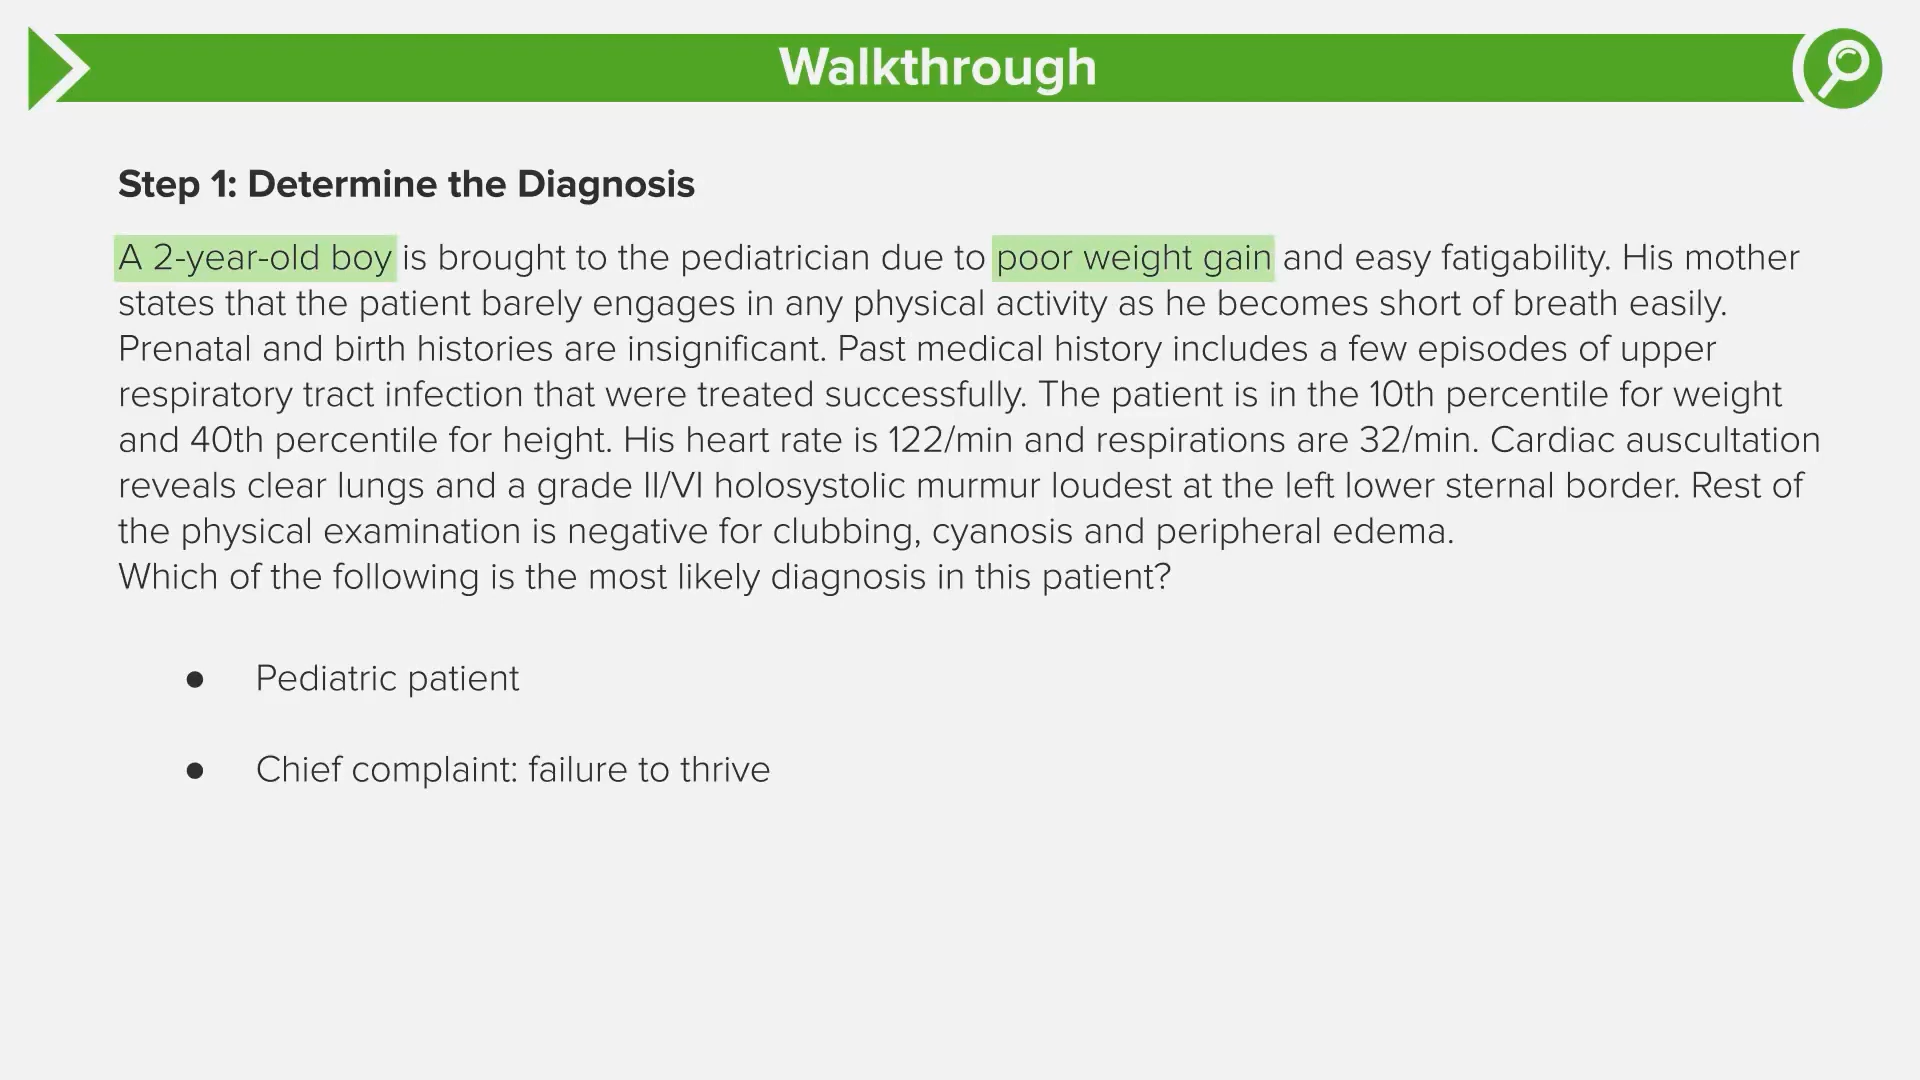 Walkthrough
Step 1: Determine the Diagnosis
A 2-year-old boy is brought to the pediatrician due to poor weight gain and easy fatigability. His mother
states that the patient barely engages in any physical activity as he becomes short of breath easily.
Prenatal and birth histories are insignificant. Past medical history includes a few episodes of upper
respiratory tract infection that were treated successfully. The patient is in the 10th percentile for weight
and 40th percentile for height. His heart rate is 122/min and respirations are 32/min. Cardiac auscultation
reveals clear lungs and a grade II/VI holosystolic murmur loudest at the left lower sternal border. Rest of
the physical examination is negative for clubbing, cyanosis and peripheral edema.
Which of the following is the most likely diagnosis in this patient?
● Pediatric patient
● Chief complaint: failure to thrive